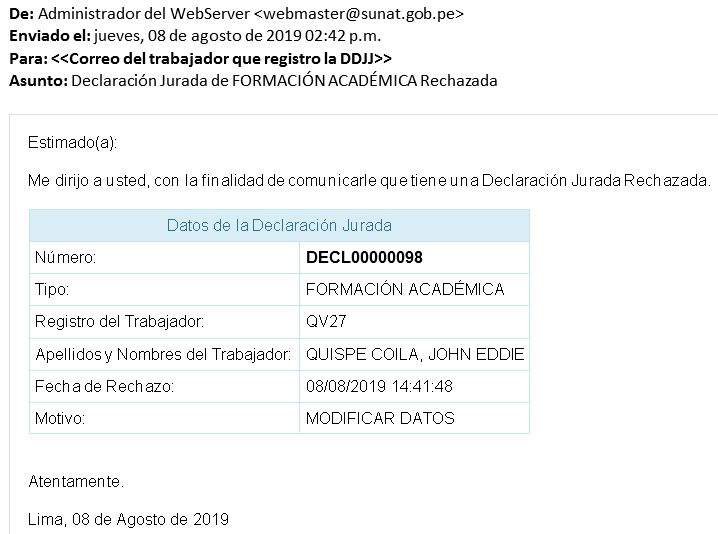 De: Administrador del WebServer <webmaster@sunat.gob.pe>
Enviado el: jueves, 08 de agosto de 2019 02:42 p.m.
Para: <<Correo del trabajador que registro la DDJJ>>
Asunto: Declaración Jurada de FORMACIÓN ACADÉMICA Rechazada
Estimado(a):
Me dirijo a usted, con la finalidad de comunicarle que tiene una Declaración Jurada Rechazada.
Datos de la Declaración Jurada
Número: DECL00000098
Tipo: FORMACIÓN ACADÉMICA
Registro del Trabajador: QV27
Apellidos y Nombres del Trabajador: QUISPE COILA, JOHN EDDIE
Fecha de Rechazo: 08/08/2019 14:41:48
Motivo: MODIFICAR DATOS
Atentamente.
Lima, 08 de Agosto de 2019